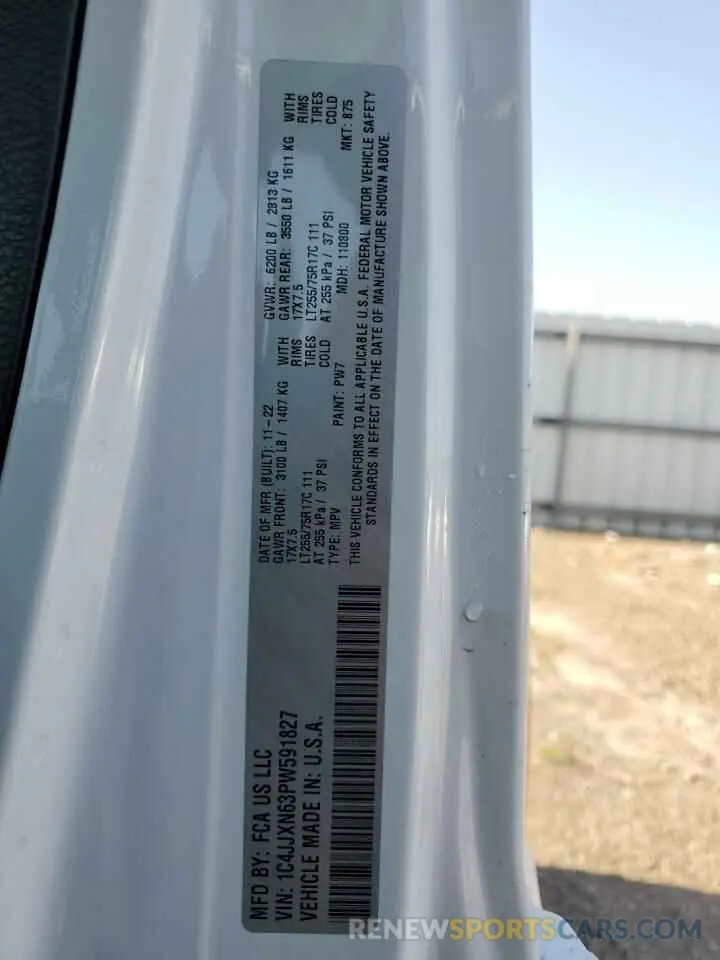 MFD BY: FCA US LLC
VIN: 1C4JJXN63PW591827
VEHICLE MADE IN: U.S.A.
DATE OF MFR (BUILT): 11-22 GVWR: 6200 LB / 2813 KG
GAWR FRONT: 3100 LB / 1407 KG WITH GAWR REAR: 3550 LB / 1611 KG WITH
17X7.5 RIMS 17X7.5 RIMS
LT255/75R17C 111 TIRES LT255/75R17C 111 TIRES
AT 255 kPa / 37 PSI COLD AT 255 kPa / 37 PSI COLD
TYPE: MPV PAINT: PW7 MDH: 110800 MKT: 875
THIS VEHICLE CONFORMS TO ALL APPLICABLE U.S.A. FEDERAL MOTOR VEHICLE SAFETY
STANDARDS IN EFFECT ON THE DATE OF MANUFACTURE SHOWN ABOVE.
RENEWSPORTSCARS.COM